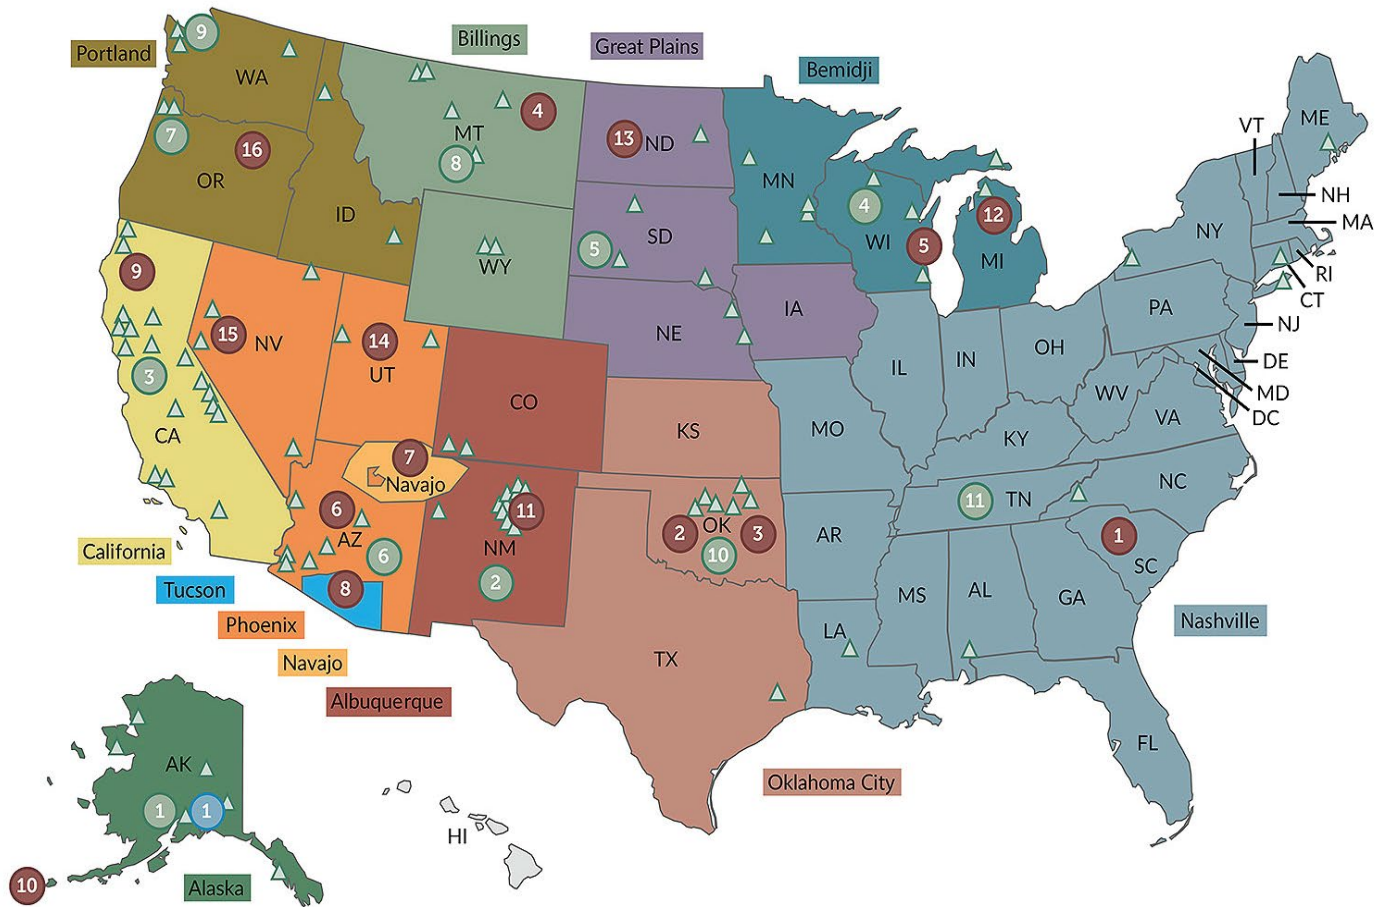 Portland
9
WA
7
16
OR
ID
Billings
4
MT
8
WY
Great Plains
13
ND
5
SD
NE
IA
Bemidji
MN
4
WI
5
12
MI
ME
VT
NH
MA
NY
RI
CT
PA
NJ
DE
MD
DC
OH
IN
IL
WV
VA
KY
MO
NC
TN
11
1
SC
AR
MS
AL
GA
LA
FL
Nashville
9
3
CA
California
15
NV
14
UT
CO
KS
7
Navajo
6
AZ
6
8
11
NM
2
2
OK
3
10
TX
Tucson
Phoenix
Navajo
Albuquerque
Oklahoma City
AK
1
1
10
Alaska
HI